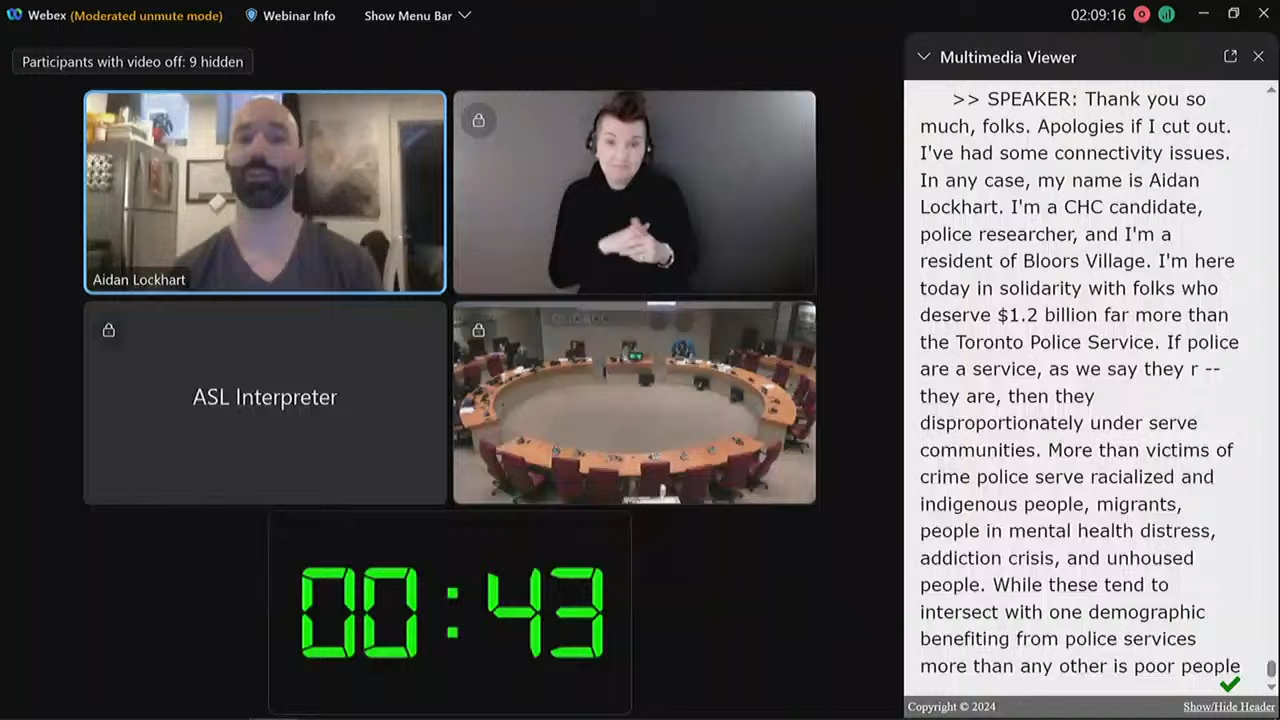 Webex (Moderated unmute mode) Webinar Info Show Menu Bar 02:09:16
Participants with video off: 9 hidden
Aidan Lockhart
ASL Interpreter
00:43
Multimedia Viewer
>> SPEAKER: Thank you so
much, folks. Apologies if I cut out.
I've had some connectivity issues.
In any case, my name is Aidan
Lockhart. I'm a CHC candidate,
police researcher, and I'm a
resident of Bloors Village. I'm here
today in solidarity with folks who
deserve $1.2 billion far more than
the Toronto Police Service. If police
are a service, as we say they r --
they are, then they
disproportionately under serve
communities. More than victims of
crime police serve racialized and
indigenous people, migrants,
people in mental health distress,
addiction crisis, and unhoused
people. While these tend to
intersect with one demographic
benefiting from police services
more than any other is poor people
Copyright © 2024 Show/Hide Header